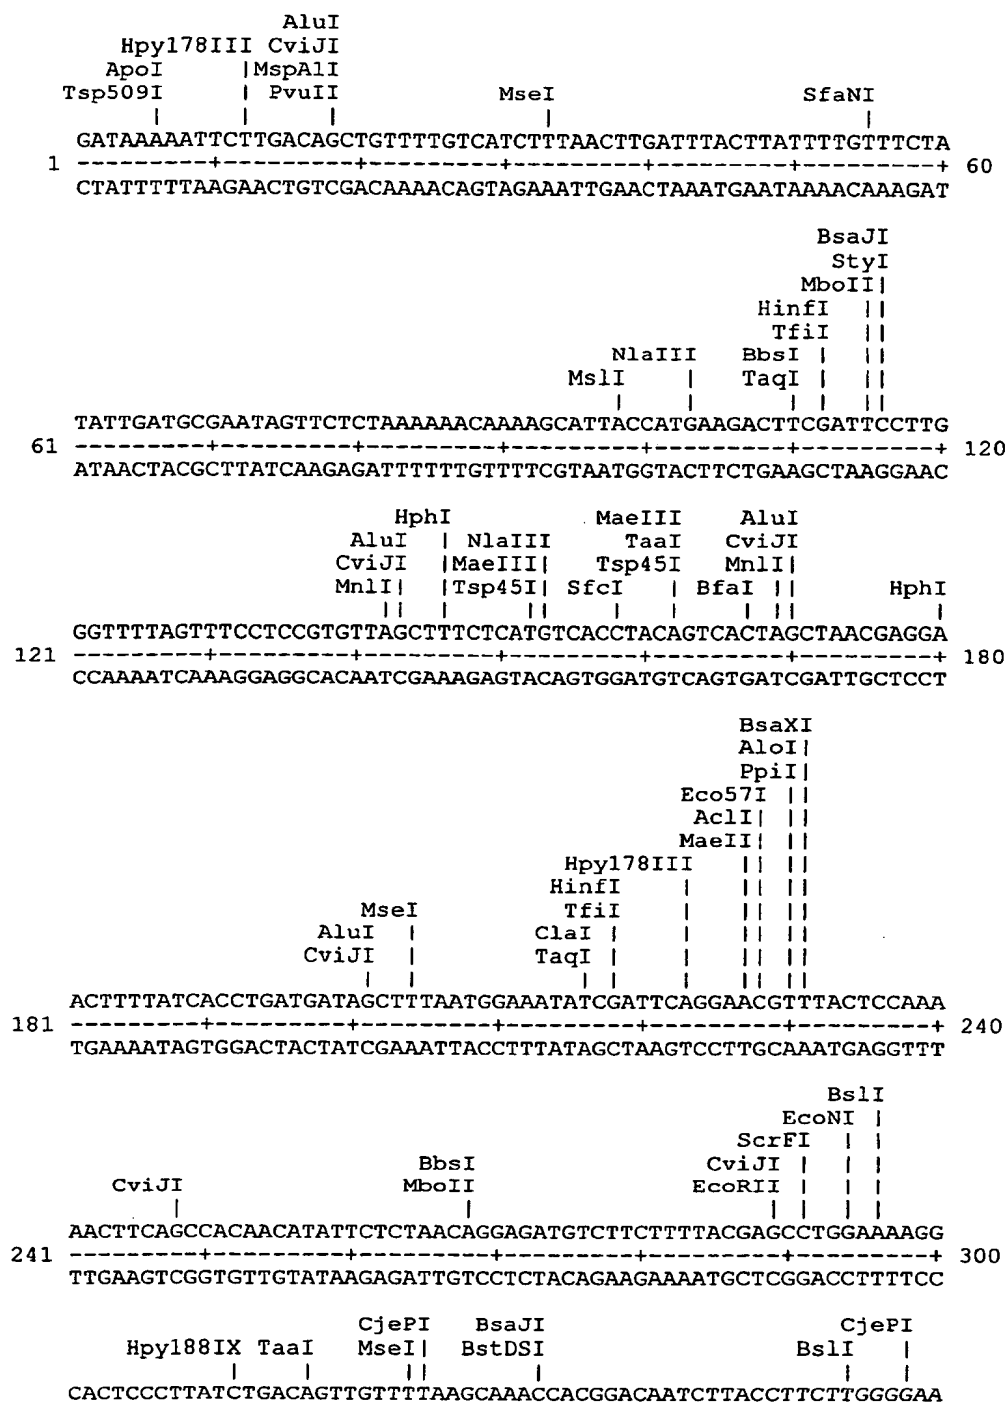 AluI
Hpy178III CviJI
ApoI |MspAlI
Tsp509I | PvuII MseI SfaNI
GATAAAAATTCTTGACAGCTGTTTTGTCATCTTTAACTTGATTTACTTATTTTGTTTCTA
1 ---------+---------+---------+---------+---------+---------+ 60
CTATTTTTAAGAACTGTCGACAAAACAGTAGAAATTGAACTAAATGAATAAAACAAAGAT
BsaJI
StyI
MboII|
HinfI ||
TfiI ||
NlaIII BbsI | ||
MslI | TaqI | ||
TATTGATGCGAATAGTTCTCTAAAAAACAAAAGCATTACCATGAAGACTTCGATTCCTTG
61 ---------+---------+---------+---------+---------+---------+ 120
ATAACTACGCTTATCAAGAGATTTTTTGTTTTCGTAATGGTACTTCTGAAGCTAAGGAAC
HphI MaeIII AluI
AluI | NlaIII TaaI CviJI
CviJI |MaeIII| Tsp45I MnlI|
MnlI| |Tsp45I| SfcI | BfaI || HphI
GGTTTTAGTTTCCTCCGTGTTAGCTTTCTCATGTCACCTACAGTCACTAGCTAACGAGGA
121 ---------+---------+---------+---------+---------+---------+ 180
CCAAAATCAAAGGAGGCACAATCGAAAGAGTACAGTGGATGTCAGTGATCGATTGCTCCT
BsaXI
AloI|
PpiI|
Eco57I ||
AclI| ||
MaeII| ||
Hpy178III || ||
HinfI | || ||
MseI TfiI | || ||
AluI | ClaI | | || ||
CviJI | TaqI | | || ||
ACTTTTATCACCTGATGATAGCTTTAATGGAAATATCGATTCAGGAACGTTTACTCCAAA
181 ---------+---------+---------+---------+---------+---------+ 240
TGAAAATAGTGGACTACTATCGAAATTACCTTTATAGCTAAGTCCTTGCAAATGAGGTTT
BslI
EcoNI |
ScrFI | |
BbsI CviJI | | |
CviJI MboII EcoRII | | |
AACTTCAGCCACAACATATTCTCTAACAGGAGATGTCTTCTTTTACGAGCCTGGAAAAGG
241 ---------+---------+---------+---------+---------+---------+ 300
TTGAAGTCGGTGTTGTATAAGAGATTGTCCTCTACAGAAGAAAATGCTCGGACCTTTTCC
CjePI BsaJI CjePI
Hpy188IX TaaI MseI| BstDSI BslI |
CACTCCCTTATCTGACAGTTGTTTTAAGCAAACCACGGACAATCTTACCTTCTTGGGGAA